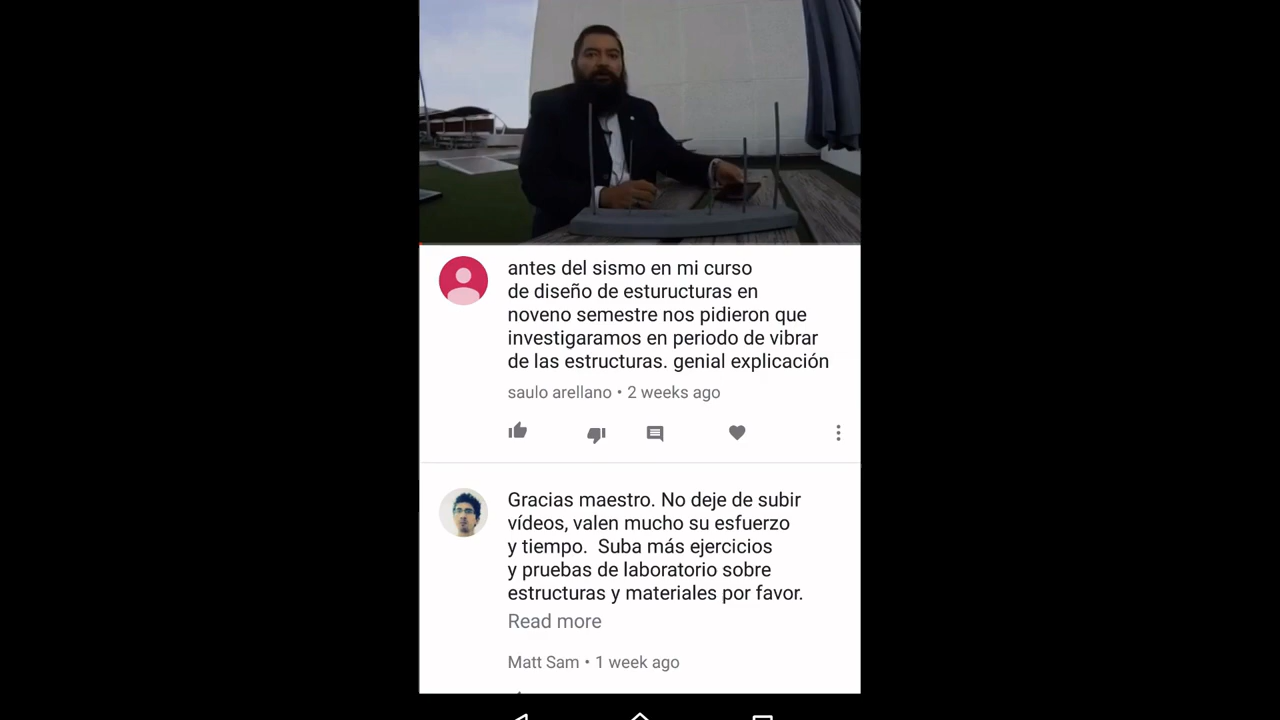 antes del sismo en mi curso
de diseño de esturucturas en
noveno semestre nos pidieron que
investigaramos en periodo de vibrar
de las estructuras. genial explicación
saulo arellano • 2 weeks ago
Gracias maestro. No deje de subir
vídeos, valen mucho su esfuerzo
y tiempo.  Suba más ejercicios
y pruebas de laboratorio sobre
estructuras y materiales por favor.
Read more
Matt Sam • 1 week ago